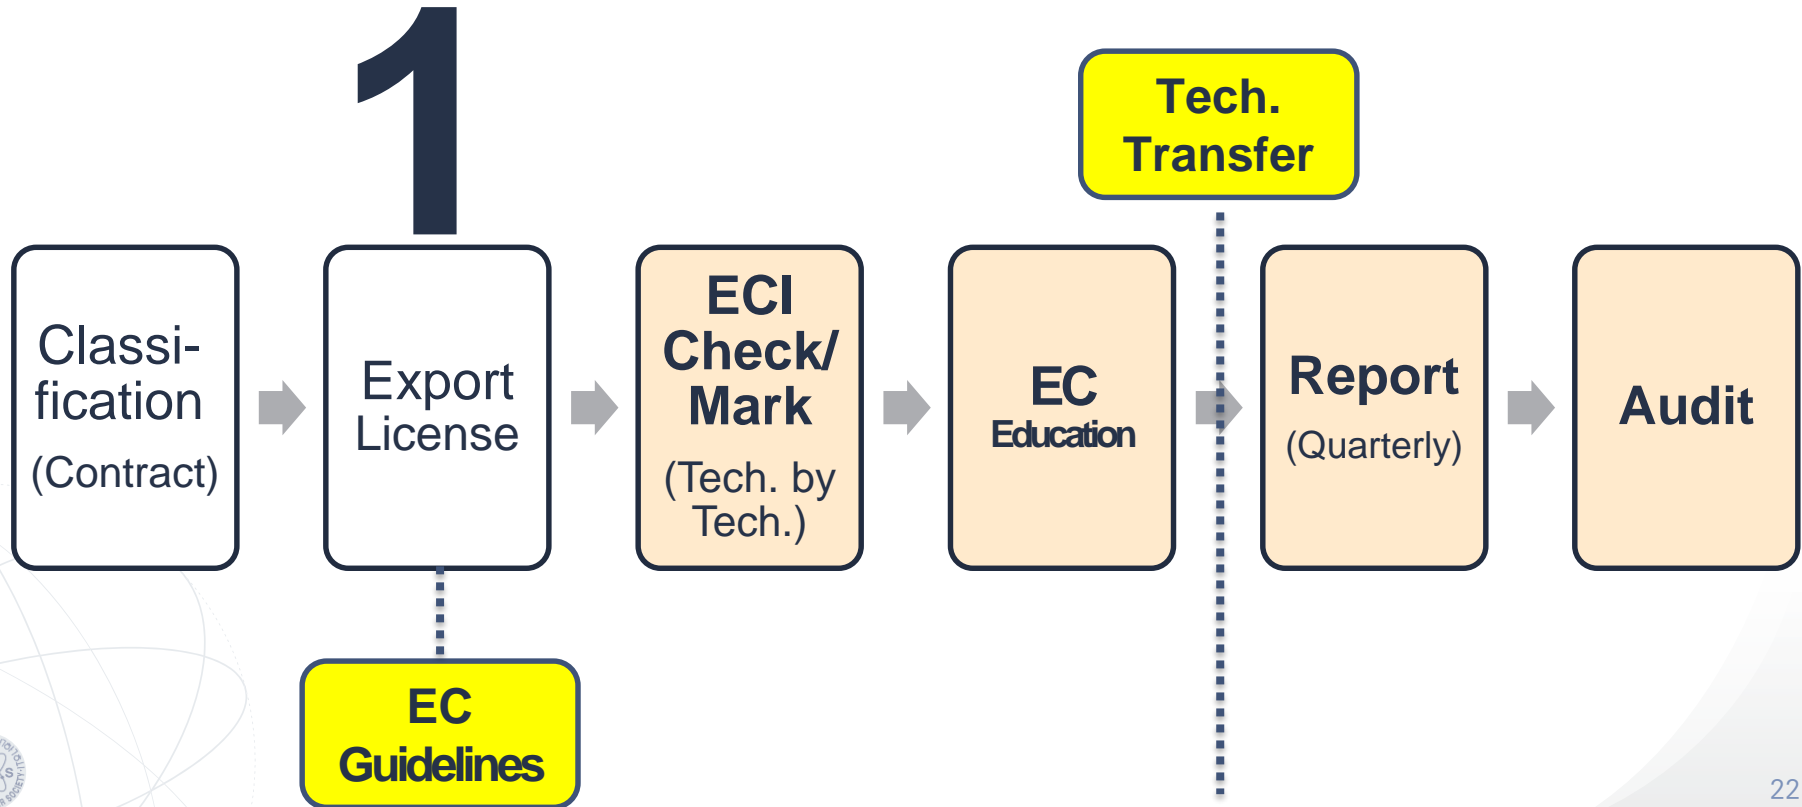 1
Tech.
Transfer
Classi-
fication
(Contract)
Export
License
ECI
Check/
Mark
(Tech. by
Tech.)
EC
Education
Report
(Quarterly)
Audit
EC
Guidelines
22